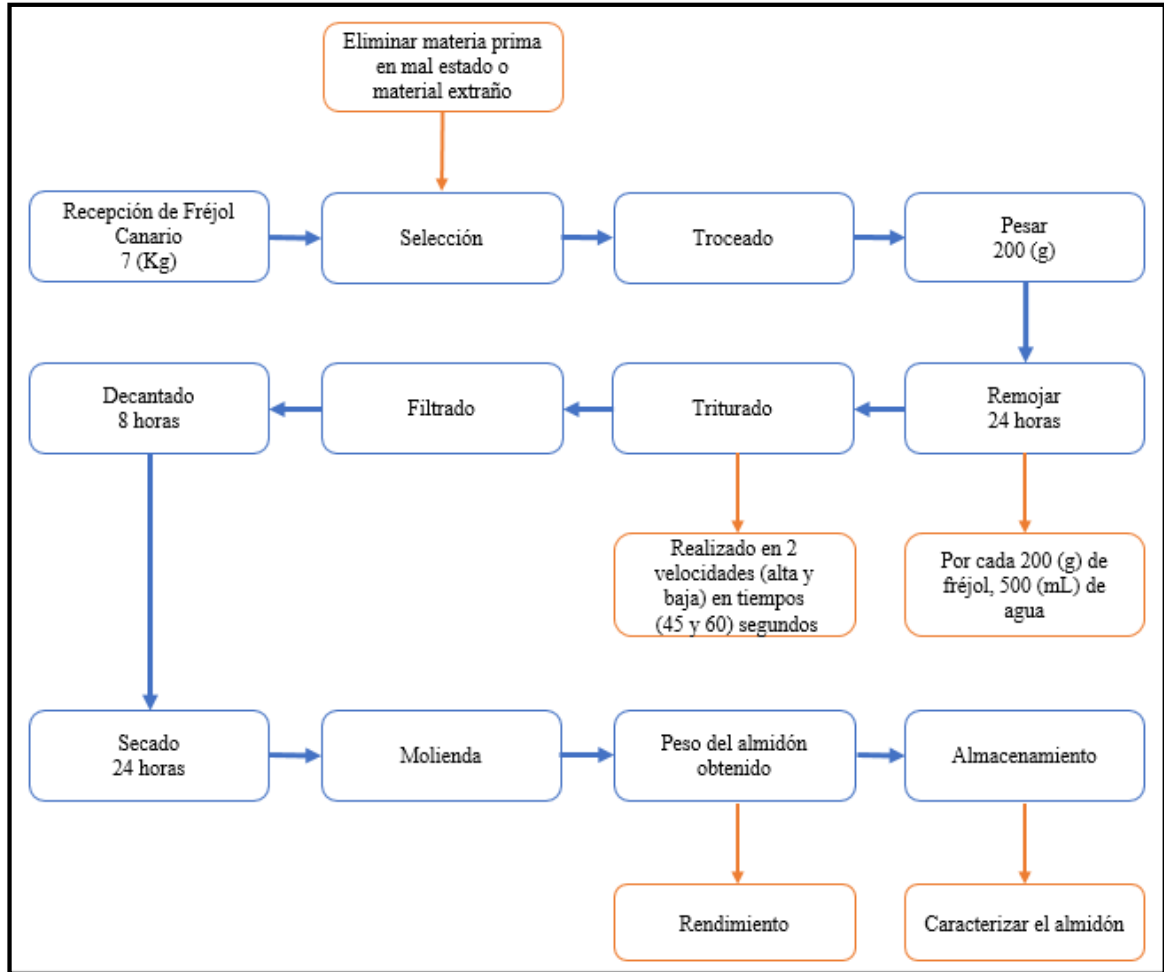 Eliminar materia prima
en mal estado o
material extraño
Recepción de Fréjol
Canario
7 (Kg)
Selección
Troceado
Pesar
200 (g)
Decantado
8 horas
Filtrado
Triturado
Remojar
24 horas
Realizado en 2
velocidades (alta y
baja) en tiempos
(45 y 60) segundos
Por cada 200 (g) de
fréjol, 500 (mL) de
agua
Secado
24 horas
Molienda
Peso del almidón
obtenido
Almacenamiento
Rendimiento
Caracterizar el almidón